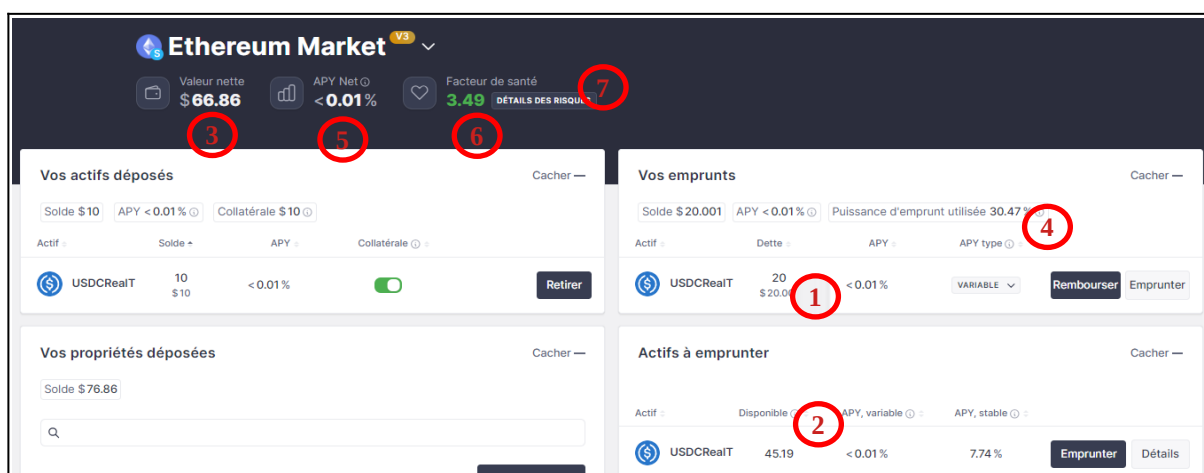 Ethereum Market V3
Valeur nette
$66.86
APY Net
<0.01%
Facteur de santé
3.49 DÉTAILS DES RISQUES
7
3
5
6
Vos actifs déposés
Cacher —
Solde $10
APY <0.01%
Collatérale $10
Actif
Solde
APY
Collatérale
USDCRealT
10
$10
<0.01%
Retirer
Vos emprunts
Cacher —
Solde $20.001
APY <0.01%
Puissance d'emprunt utilisée 30.47%
4
Actif
Dette
APY
APY type
USDCRealT
20
$20.00
1
<0.01%
VARIABLE
Rembourser
Emprunter
Vos propriétés déposées
Cacher —
Solde $76.86
Actifs à emprunter
Cacher —
Actif
Disponible
2
APY, variable
APY, stable
USDCRealT
45.19
<0.01%
7.74%
Emprunter
Détails